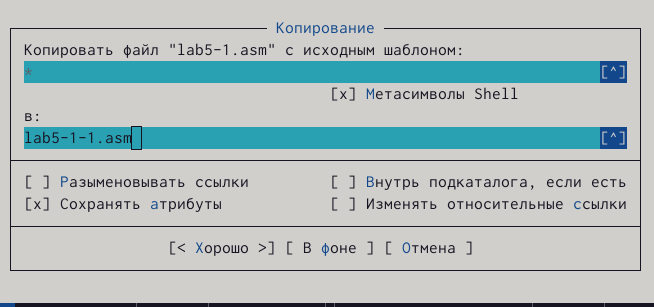 Копирование
Копировать файл "lab5-1.asm" с исходным шаблоном:
* [^]
[x] Метасимволы Shell
в:
lab5-1-1.asm [^]
[ ] Разыменовывать ссылки [ ] Внутрь подкаталога, если есть
[x] Сохранять атрибуты [ ] Изменять относительные ссылки
[< Хорошо >] [ В фоне ] [ Отмена ]